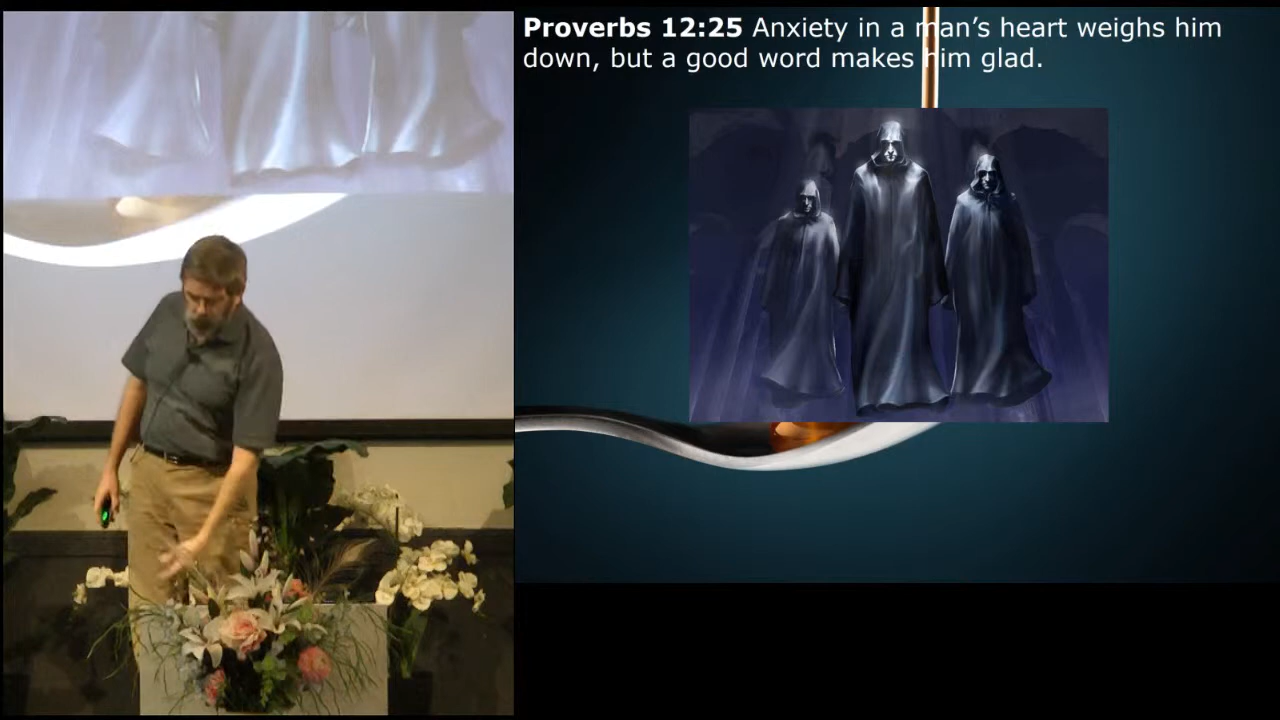 Proverbs 12:25 Anxiety in a man’s heart weighs him
down, but a good word makes him glad.